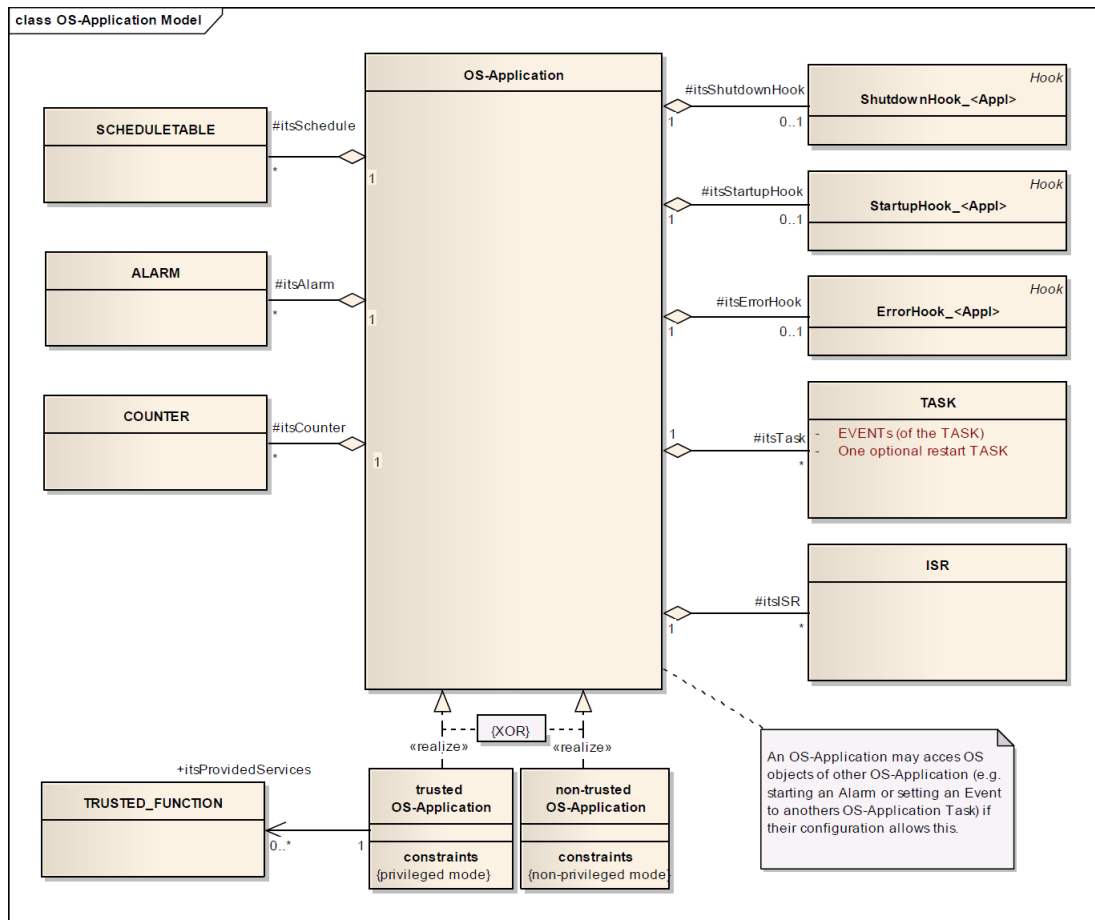 class OS-Application Model
OS-Application
SCHEDULETABLE
#itsSchedule
*
1
ALARM
#itsAlarm
*
1
COUNTER
#itsCounter
*
1
#itsShutdownHook
1
0..1
Hook
ShutdownHook_<Appl>
#itsStartupHook
1
0..1
Hook
StartupHook_<Appl>
#itsErrorHook
1
0..1
Hook
ErrorHook_<Appl>
1
#itsTask
*
TASK
- EVENTs (of the TASK)
- One optional restart TASK
#itsISR
1
*
ISR
{XOR}
«realize»
«realize»
+itsProvidedServices
TRUSTED_FUNCTION
0..*
1
trusted
OS-Application
constraints
{privileged mode}
non-trusted
OS-Application
constraints
{non-privileged mode}
An OS-Application may acces OS
objects of other OS-Application (e.g.
starting an Alarm or setting an Event
to anothers OS-Application Task) if
their configuration allows this.